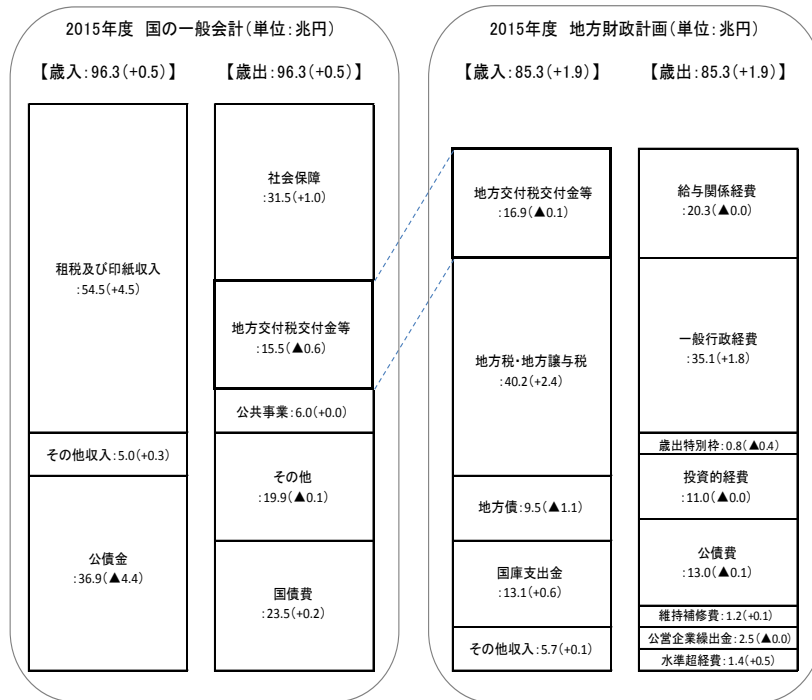 2015年度 国の一般会計(単位:兆円)
【歳入:96.3(+0.5)】
【歳出:96.3(+0.5)】
租税及び印紙収入
:54.5(+4.5)
その他収入:5.0(+0.3)
公債金
:36.9(▲4.4)
社会保障
:31.5(+1.0)
地方交付税交付金等
:15.5(▲0.6)
公共事業:6.0(+0.0)
その他
:19.9(▲0.1)
国債費
:23.5(+0.2)
2015年度 地方財政計画(単位:兆円)
【歳入:85.3(+1.9)】
【歳出:85.3(+1.9)】
地方交付税交付金等
:16.9(▲0.1)
地方税・地方譲与税
:40.2(+2.4)
地方債:9.5(▲1.1)
国庫支出金
:13.1(+0.6)
その他収入:5.7(+0.1)
給与関係経費
:20.3(▲0.0)
一般行政経費
:35.1(+1.8)
歳出特別枠:0.8(▲0.4)
投資的経費
:11.0(▲0.0)
公債費
:13.0(▲0.1)
維持補修費:1.2(+0.1)
公営企業繰出金:2.5(▲0.0)
水準超経費:1.4(+0.5)